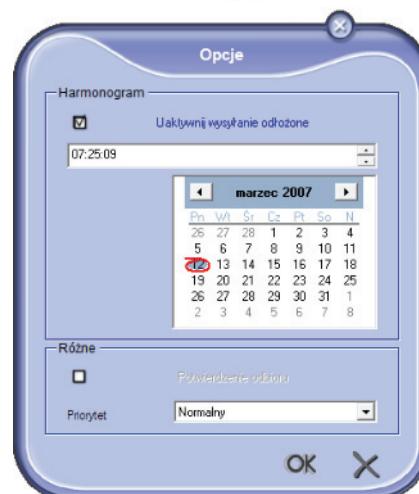 Opcje
Harmonogram
Uaktywnij wysyłanie odłożone
07:25:09
marzec 2007
Pn Wt Śr Cz Pt So N
26 27 28 1 2 3 4
5 6 7 8 9 10 11
12 13 14 15 16 17 18
19 20 21 22 23 24 25
26 27 28 29 30 31 1
2 3 4 5 6 7 8
Różne
Potwierdzenie odbioru
Priorytet Normalny
OK